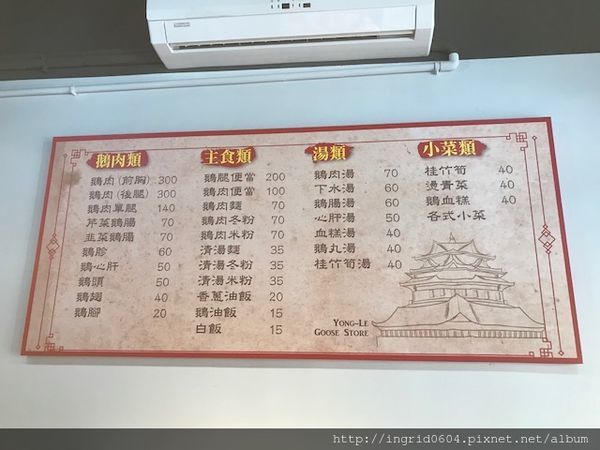 鵝肉類
鵝肉(前胸) 300
鵝肉(後腿) 300
鵝肉單腿 140
芹菜鵝腸 70
韭菜鵝腸 70
鵝胗 60
鵝心肝 50
鵝頭 50
鵝翅 40
鵝腳 20
主食類
鵝腿便當 200
鵝肉便當 100
鵝肉麵 70
鵝肉冬粉 70
鵝肉米粉 70
清湯麵 35
清湯冬粉 35
清湯米粉 35
香蔥油飯 20
鵝油飯 15
白飯 15
湯類
鵝肉湯 70
下水湯 60
鵝腸湯 60
心肝湯 50
血糕湯 40
鵝丸湯 40
桂竹筍湯 40
小菜類
桂竹筍 40
燙青菜 40
鵝血糕 40
各式小菜
YONG-LE
GOOSE STORE
http://ingrid0604.pixnet.net/album